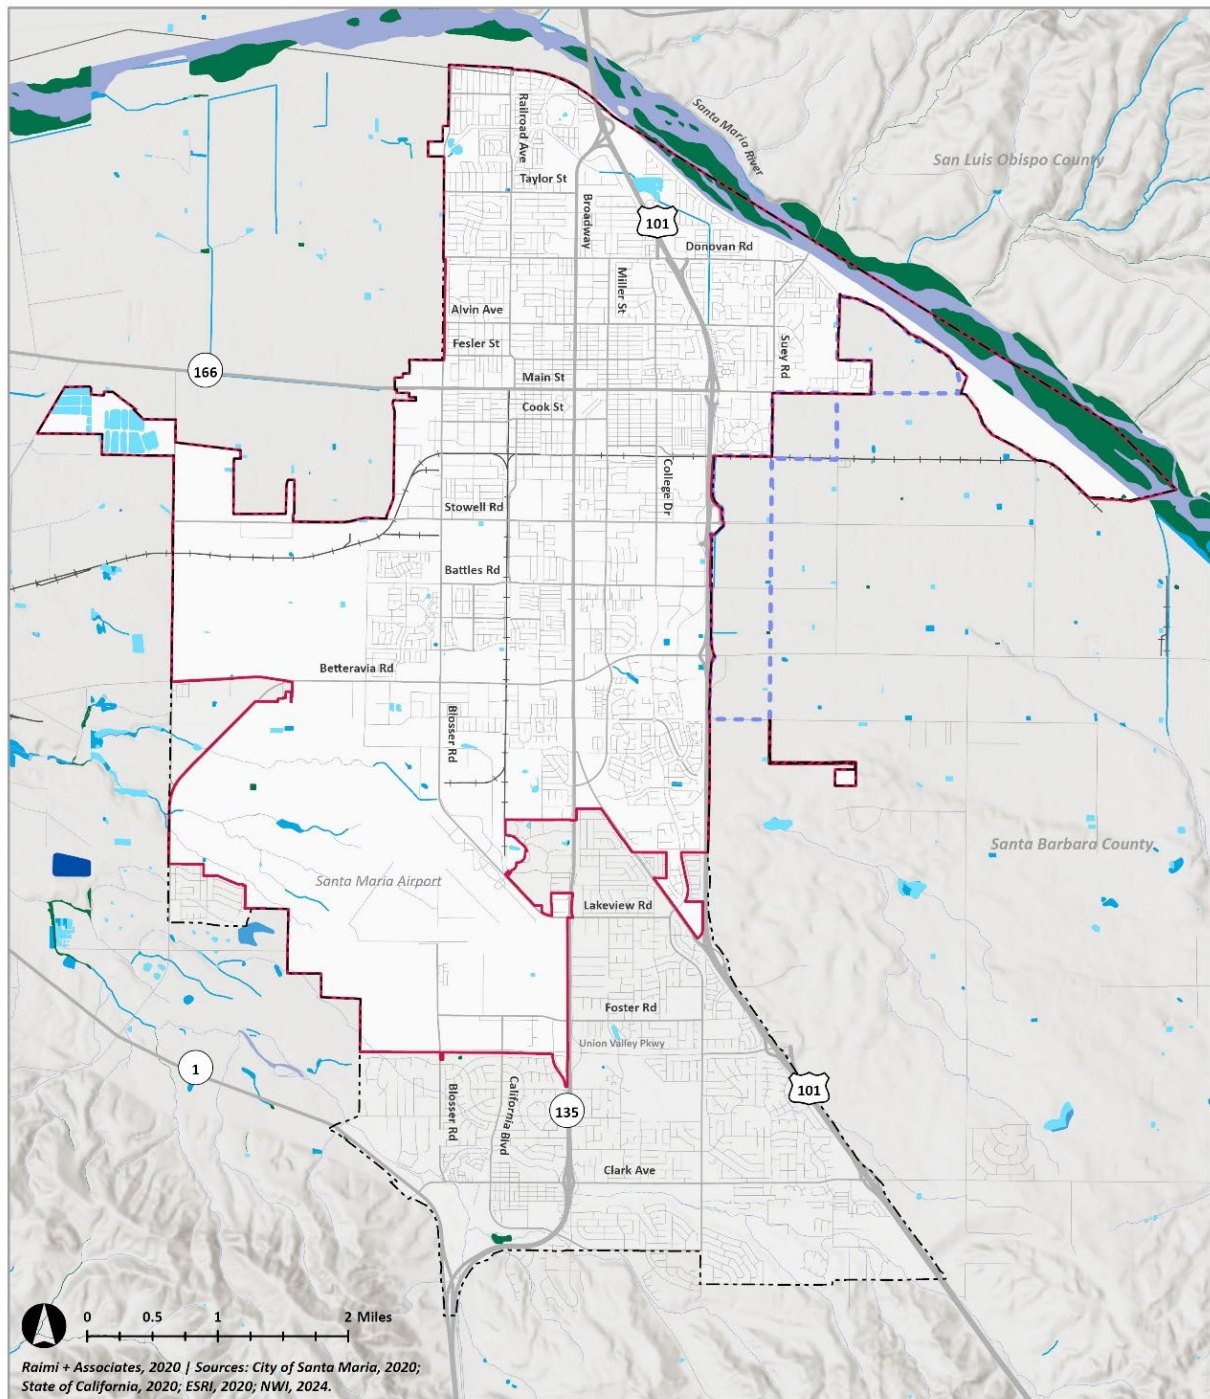 Santa Maria River
San Luis Obispo County
Railroad Ave
Taylor St
Broadway
101
Donovan Rd
Miller St
Alvin Ave
Fesler St
Suey Rd
166
Main St
Cook St
College Dr
Stowell Rd
Battles Rd
Betteravia Rd
Blosser Rd
Santa Barbara County
Santa Maria Airport
Lakeview Rd
Foster Rd
Union Valley Pkwy
1
101
Blosser Rd
California Blvd
135
Clark Ave
0 0.5 1 2 Miles
Raimi + Associates, 2020 | Sources: City of Santa Maria, 2020;
State of California, 2020; ESRI, 2020; NWI, 2024.